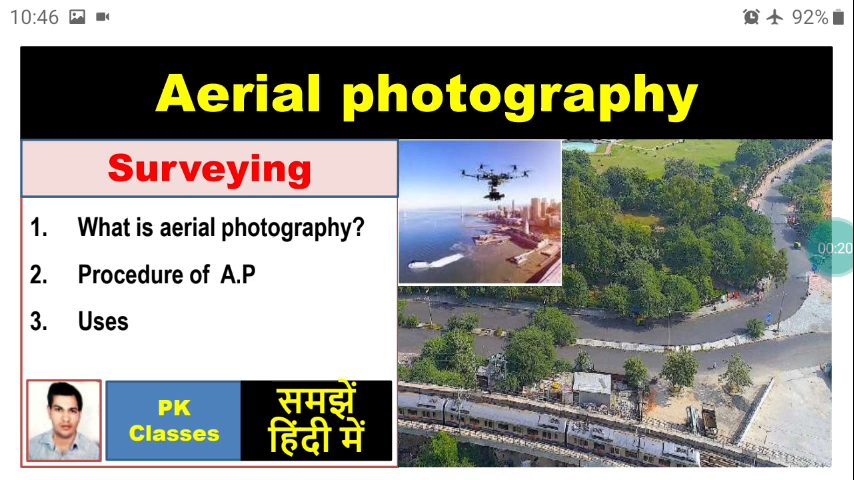 10:46
92%
Aerial photography
Surveying
1. What is aerial photography?
2. Procedure of A.P
3. Uses
00:20
PK
Classes
समझें
हिंदी में